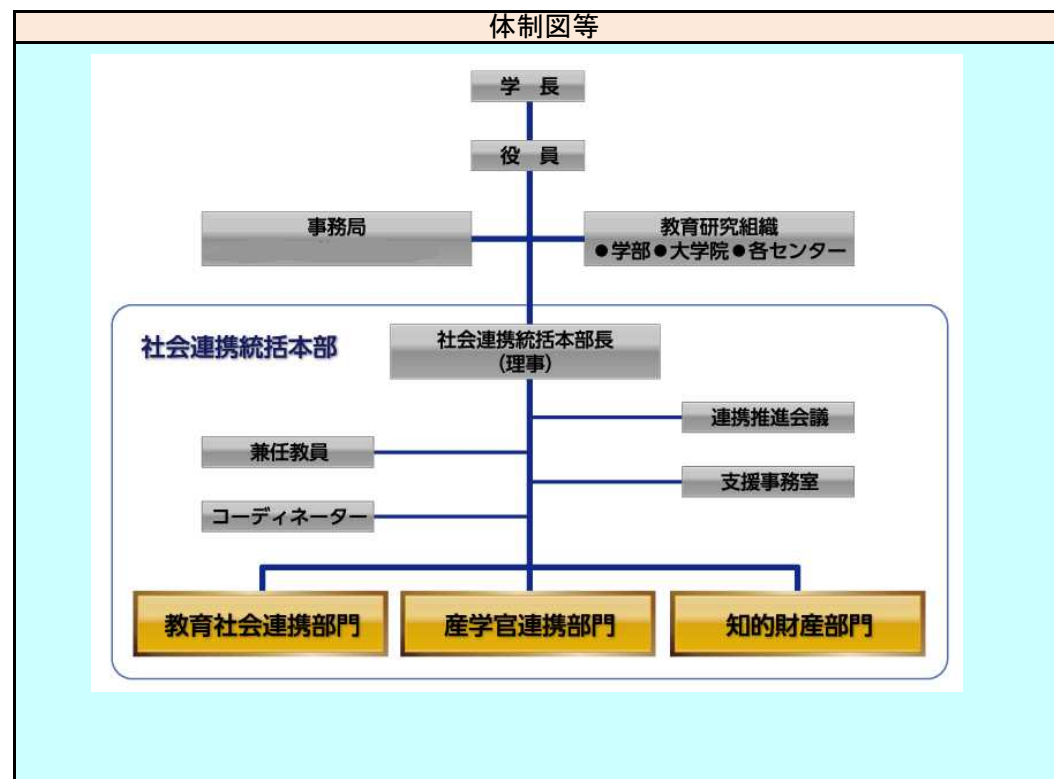 体制図等
学　長
役　員
事務局
教育研究組織
●学部●大学院●各センター
社会連携統括本部
社会連携統括本部長
(理事)
連携推進会議
兼任教員
支援事務室
コーディネーター
教育社会連携部門
産学官連携部門
知的財産部門